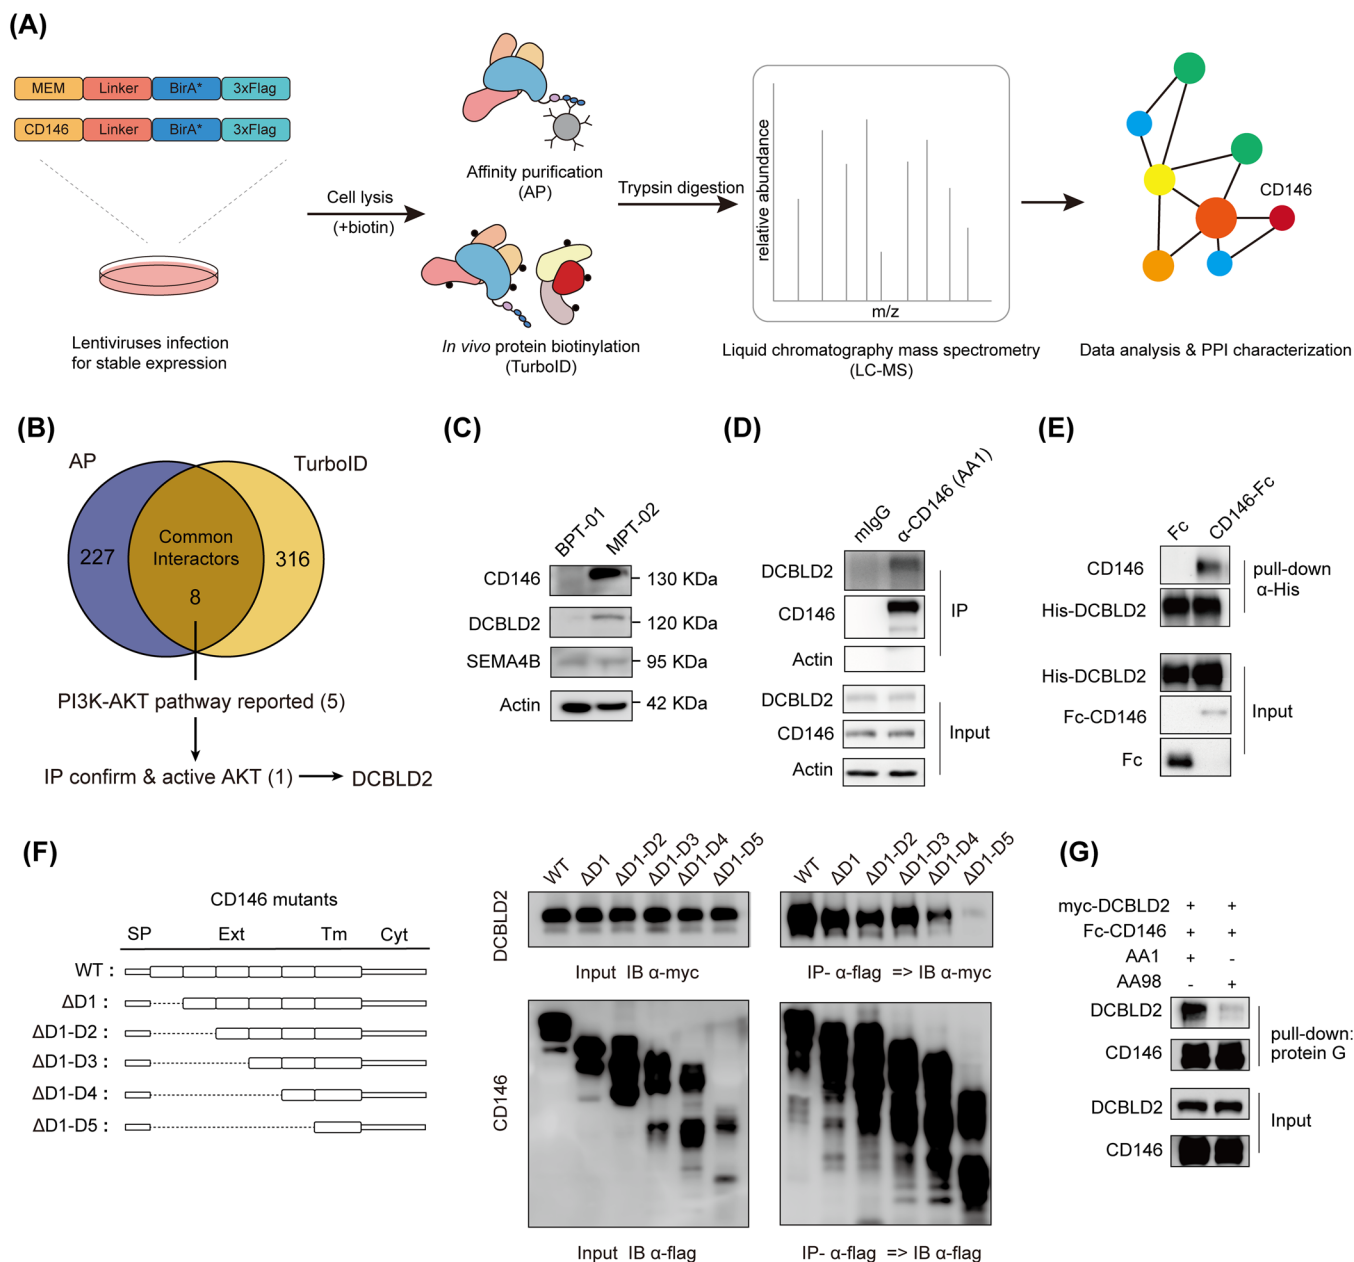 (A)
MEM Linker BirA* 3xFlag
CD146 Linker BirA* 3xFlag
Lentiviruses infection
for stable expression
Cell lysis
(+biotin)
Affinity purification
(AP)
In vivo protein biotinylation
(TurboID)
Trypsin digestion
relative abundance
m/z
Liquid chromatography mass spectrometry
(LC-MS)
CD146
Data analysis & PPI characterization
(B)
AP
TurboID
227
Common
Interactors
8
316
PI3K-AKT pathway reported (5)
IP confirm & active AKT (1)
DCBLD2
(C)
BPT-01 MPT-02
CD146 130 KDa
DCBLD2 120 KDa
SEMA4B 95 KDa
Actin 42 KDa
(D)
mIgG α-CD146 (AA1)
DCBLD2
CD146
Actin
IP
DCBLD2
CD146
Actin
Input
(E)
Fc CD146-Fc
CD146
His-DCBLD2
pull-down
α-His
His-DCBLD2
Fc-CD146
Fc
Input
(F)
CD146 mutants
SP Ext Tm Cyt
WT :
ΔD1 :
ΔD1-D2 :
ΔD1-D3 :
ΔD1-D4 :
ΔD1-D5 :
WT ΔD1 ΔD1-D2 ΔD1-D3 ΔD1-D4 ΔD1-D5
DCBLD2
Input IB α-myc
CD146
Input IB α-flag
WT ΔD1 ΔD1-D2 ΔD1-D3 ΔD1-D4 ΔD1-D5
IP- α-flag => IB α-myc
IP- α-flag => IB α-flag
(G)
myc-DCBLD2 + +
Fc-CD146 + +
AA1 + -
AA98 - +
DCBLD2
CD146
pull-down:
protein G
DCBLD2
CD146
Input